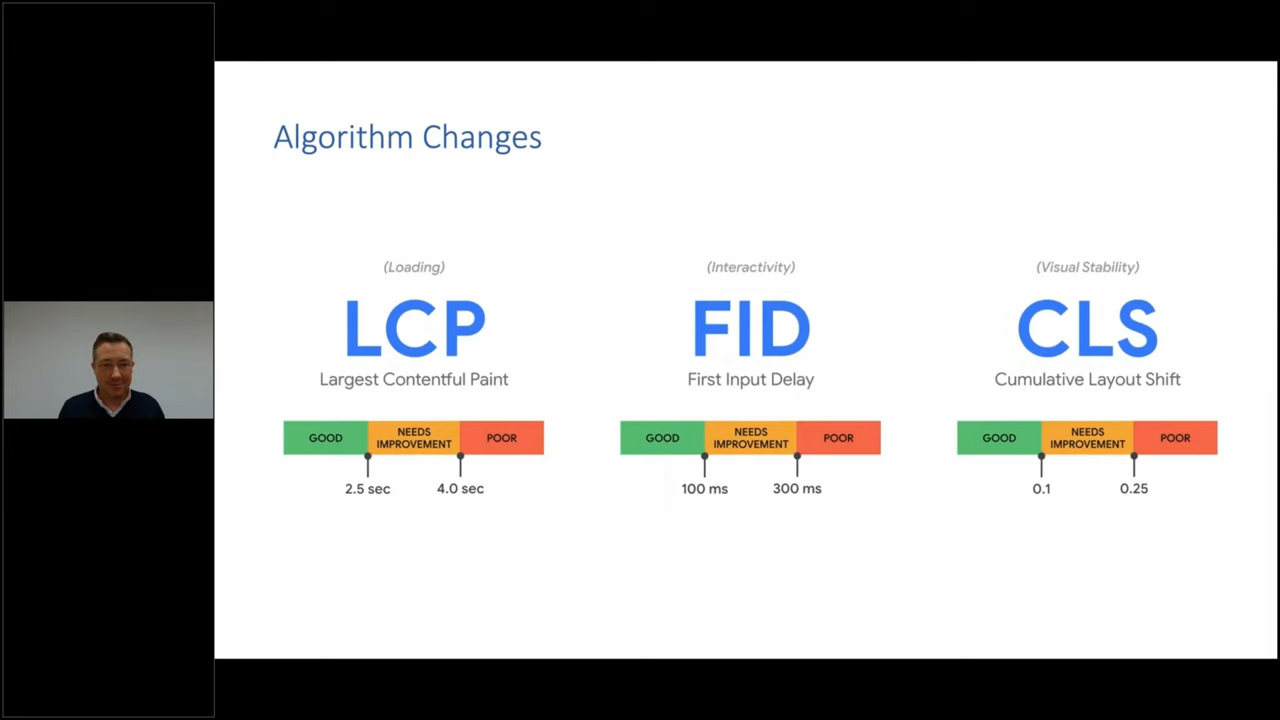 Algorithm Changes
(Loading)
LCP
Largest Contentful Paint
GOOD
NEEDS
IMPROVEMENT
POOR
2.5 sec
4.0 sec
(Interactivity)
FID
First Input Delay
GOOD
NEEDS
IMPROVEMENT
POOR
100 ms
300 ms
(Visual Stability)
CLS
Cumulative Layout Shift
GOOD
NEEDS
IMPROVEMENT
POOR
0.1
0.25